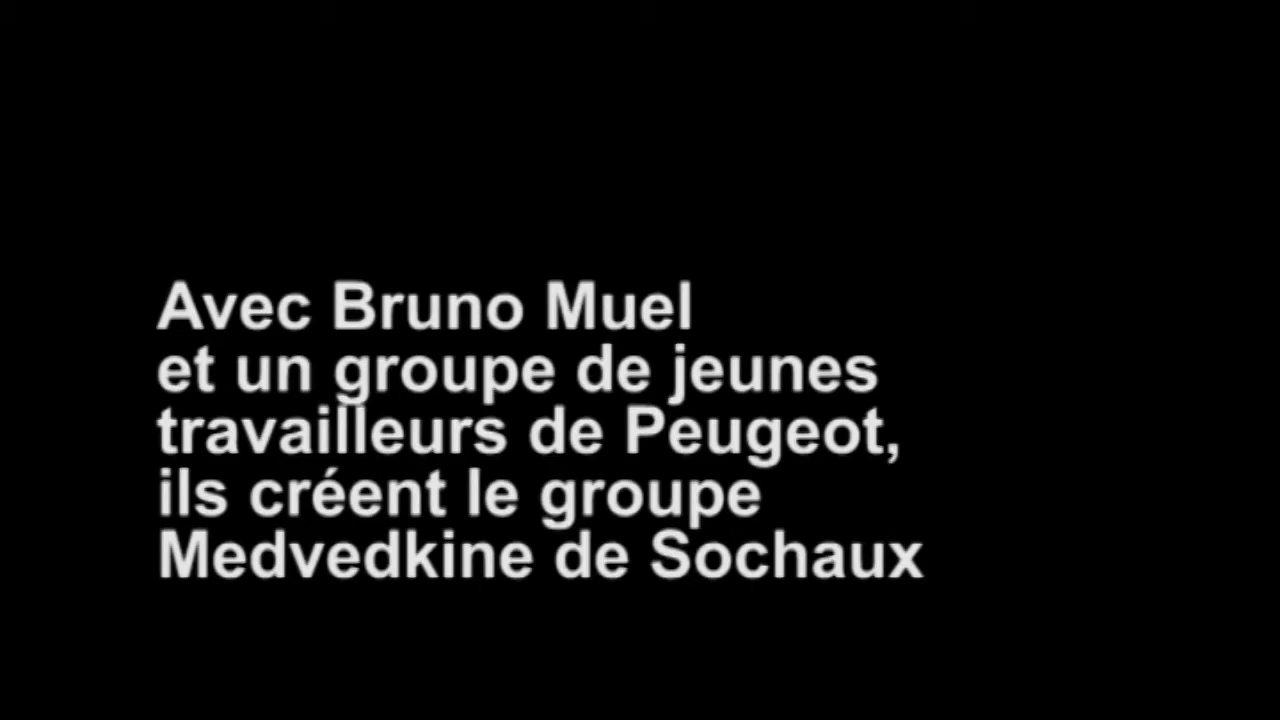 Avec Bruno Muel
et un groupe de jeunes
travailleurs de Peugeot,
ils créent le groupe
Medvedkine de Sochaux